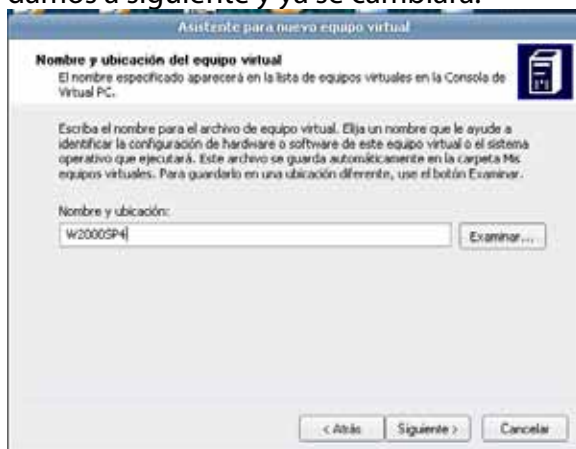 damos a siguiente y ya se cambiará.
Asistente para nuevo equipo virtual
Nombre y ubicación del equipo virtual
El nombre especificado aparecerá en la lista de equipos virtuales en la Consola de
Virtual PC.
Escriba el nombre para el archivo de equipo virtual. Elija un nombre que le ayude a
identificar la configuración de hardware o software de este equipo virtual o el sistema
operativo que ejecutará. Este archivo se guarda automáticamente en la carpeta Mis
equipos virtuales. Para guardarlo en una ubicación diferente, use el botón Examinar.
Nombre y ubicación:
W2000SP4
Examinar...
< Atrás Siguiente > Cancelar